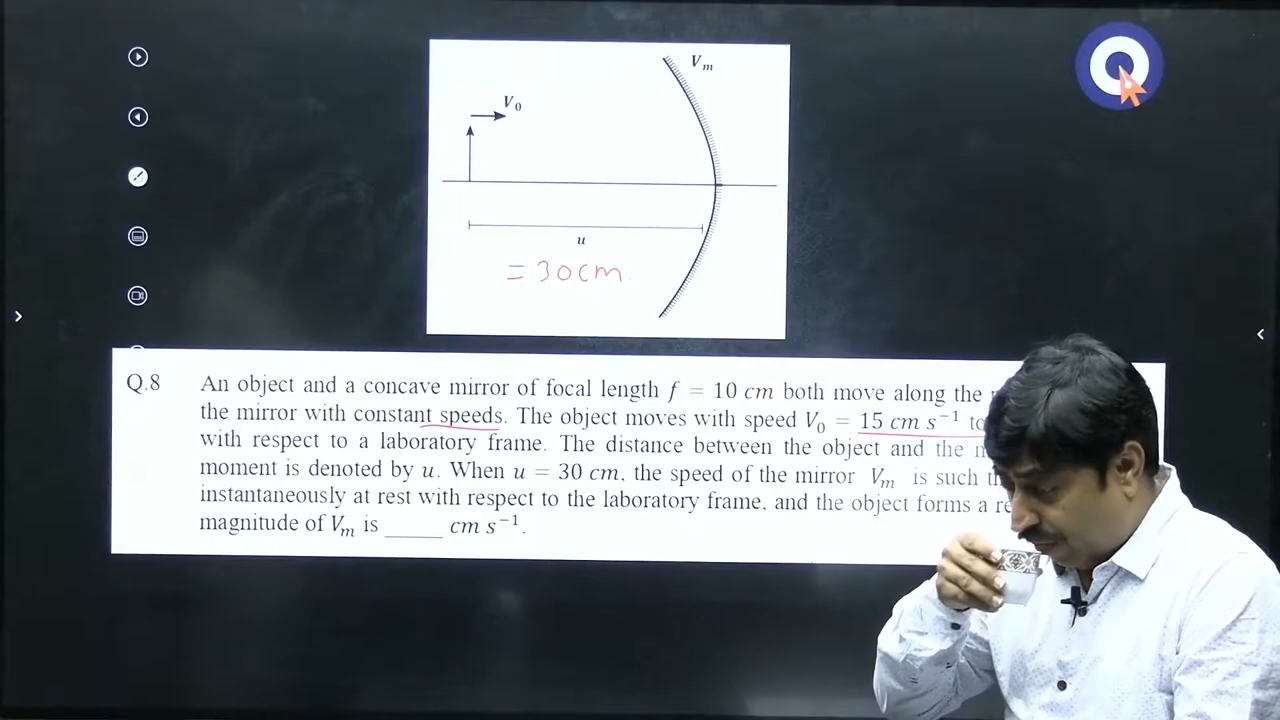 V_m
V_0
u
= 30cm.
Q.8 An object and a concave mirror of focal length f = 10 cm both move along the
the mirror with constant speeds. The object moves with speed V_0 = 15 cm s^{-1}
with respect to a laboratory frame. The distance between the object and the
moment is denoted by u. When u = 30 cm, the speed of the mirror V_m is such
instantaneously at rest with respect to the laboratory frame, and the object forms a
magnitude of V_m is ______ cm s^{-1}.